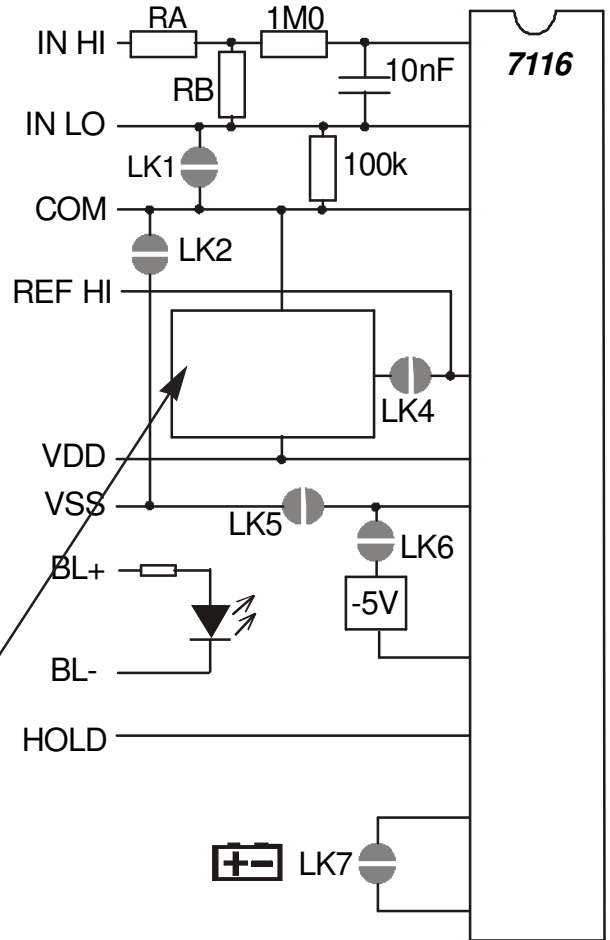 RA
1M0
IN HI
7116
10nF
RB
IN LO
LK1
100k
COM
LK2
REF HI
LK4
VDD
VSS
LK5
LK6
BL+
-5V
BL-
HOLD
+-
LK7